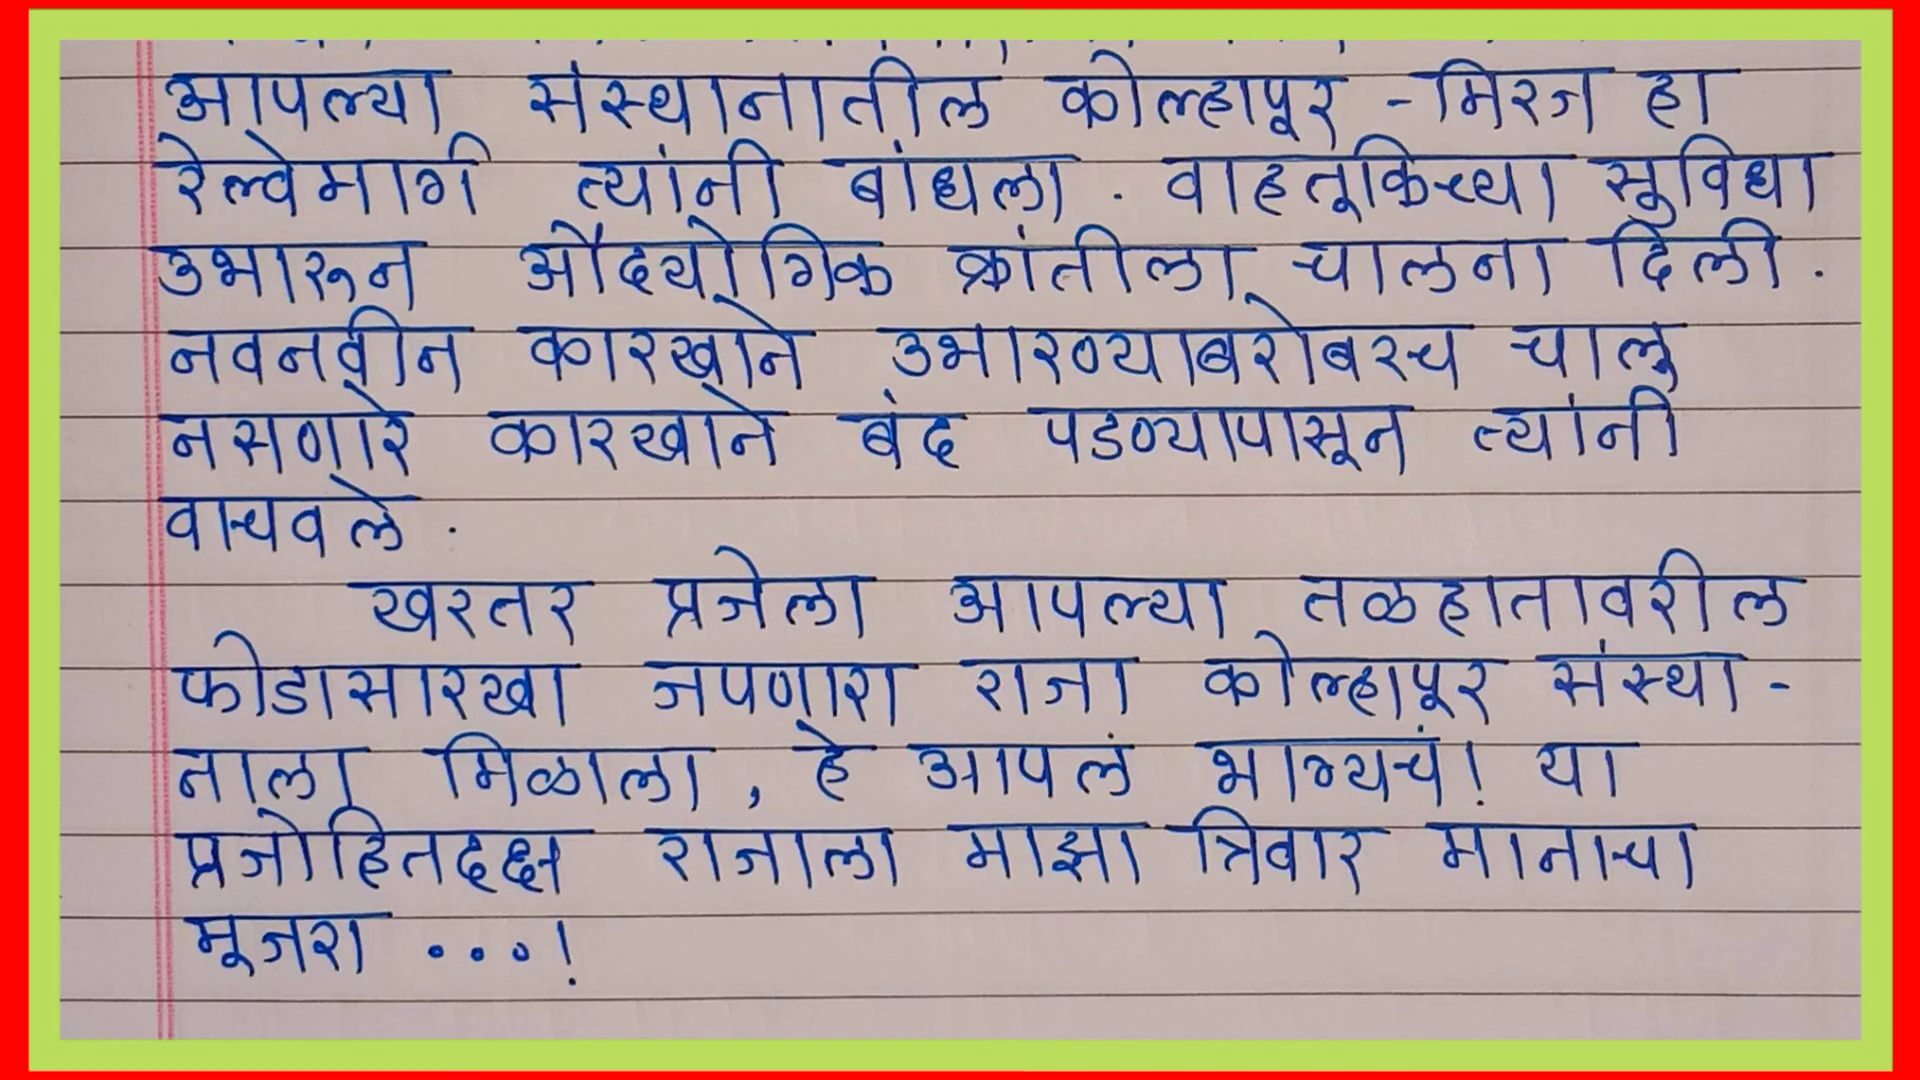 आपल्या संस्थानातील कोल्हापूर - मिरज हा
रेल्वेमार्ग त्यांनी बांधला . वाहतूकिच्या सुविधा
उभारून औदयोगिक क्रांतीला चालना दिली .
नवनवीन कारखाने उभारण्याबरोबरच चालु
नसणारे कारखाने बंद पडण्यापासून त्यांनी
वाचवले .
खरतर प्रजेला आपल्या तळहातावरील
फोडासारखा जपणारा राजा कोल्हापूर संस्था -
नाला मिळाला , हे आपलं भाग्यचं! या
प्रजोहितदक्ष राजाला माझा त्रिवार मानाचा
मूजरा ...!